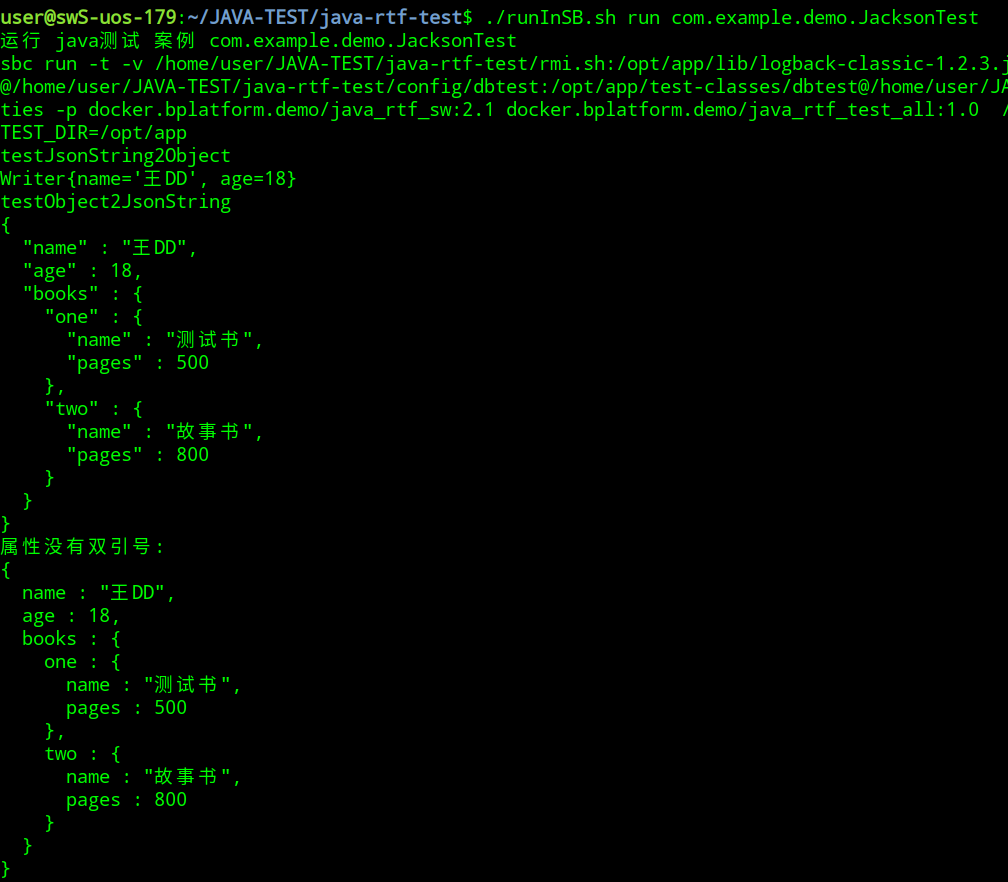 user@swS-uos-179:~/JAVA-TEST/java-rtf-test$ ./runInSB.sh run com.example.demo.JacksonTest
运行 java测试 案例 com.example.demo.JacksonTest
sbc run -t -v /home/user/JAVA-TEST/java-rtf-test/rmi.sh:/opt/app/lib/logback-classic-1.2.3.j
@/home/user/JAVA-TEST/java-rtf-test/config/dbtest:/opt/app/test-classes/dbtest@/home/user/JA
ties -p docker.bplatform.demo/java_rtf_sw:2.1 docker.bplatform.demo/java_rtf_test_all:1.0  /
TEST_DIR=/opt/app
testJsonString2Object
Writer{name='王DD', age=18}
testObject2JsonString
{
  "name" : "王DD",
  "age" : 18,
  "books" : {
    "one" : {
      "name" : "测试书",
      "pages" : 500
    },
    "two" : {
      "name" : "故事书",
      "pages" : 800
    }
  }
}
属性没有双引号:
{
  name : "王DD",
  age : 18,
  books : {
    one : {
      name : "测试书",
      pages : 500
    },
    two : {
      name : "故事书",
      pages : 800
    }
  }
}